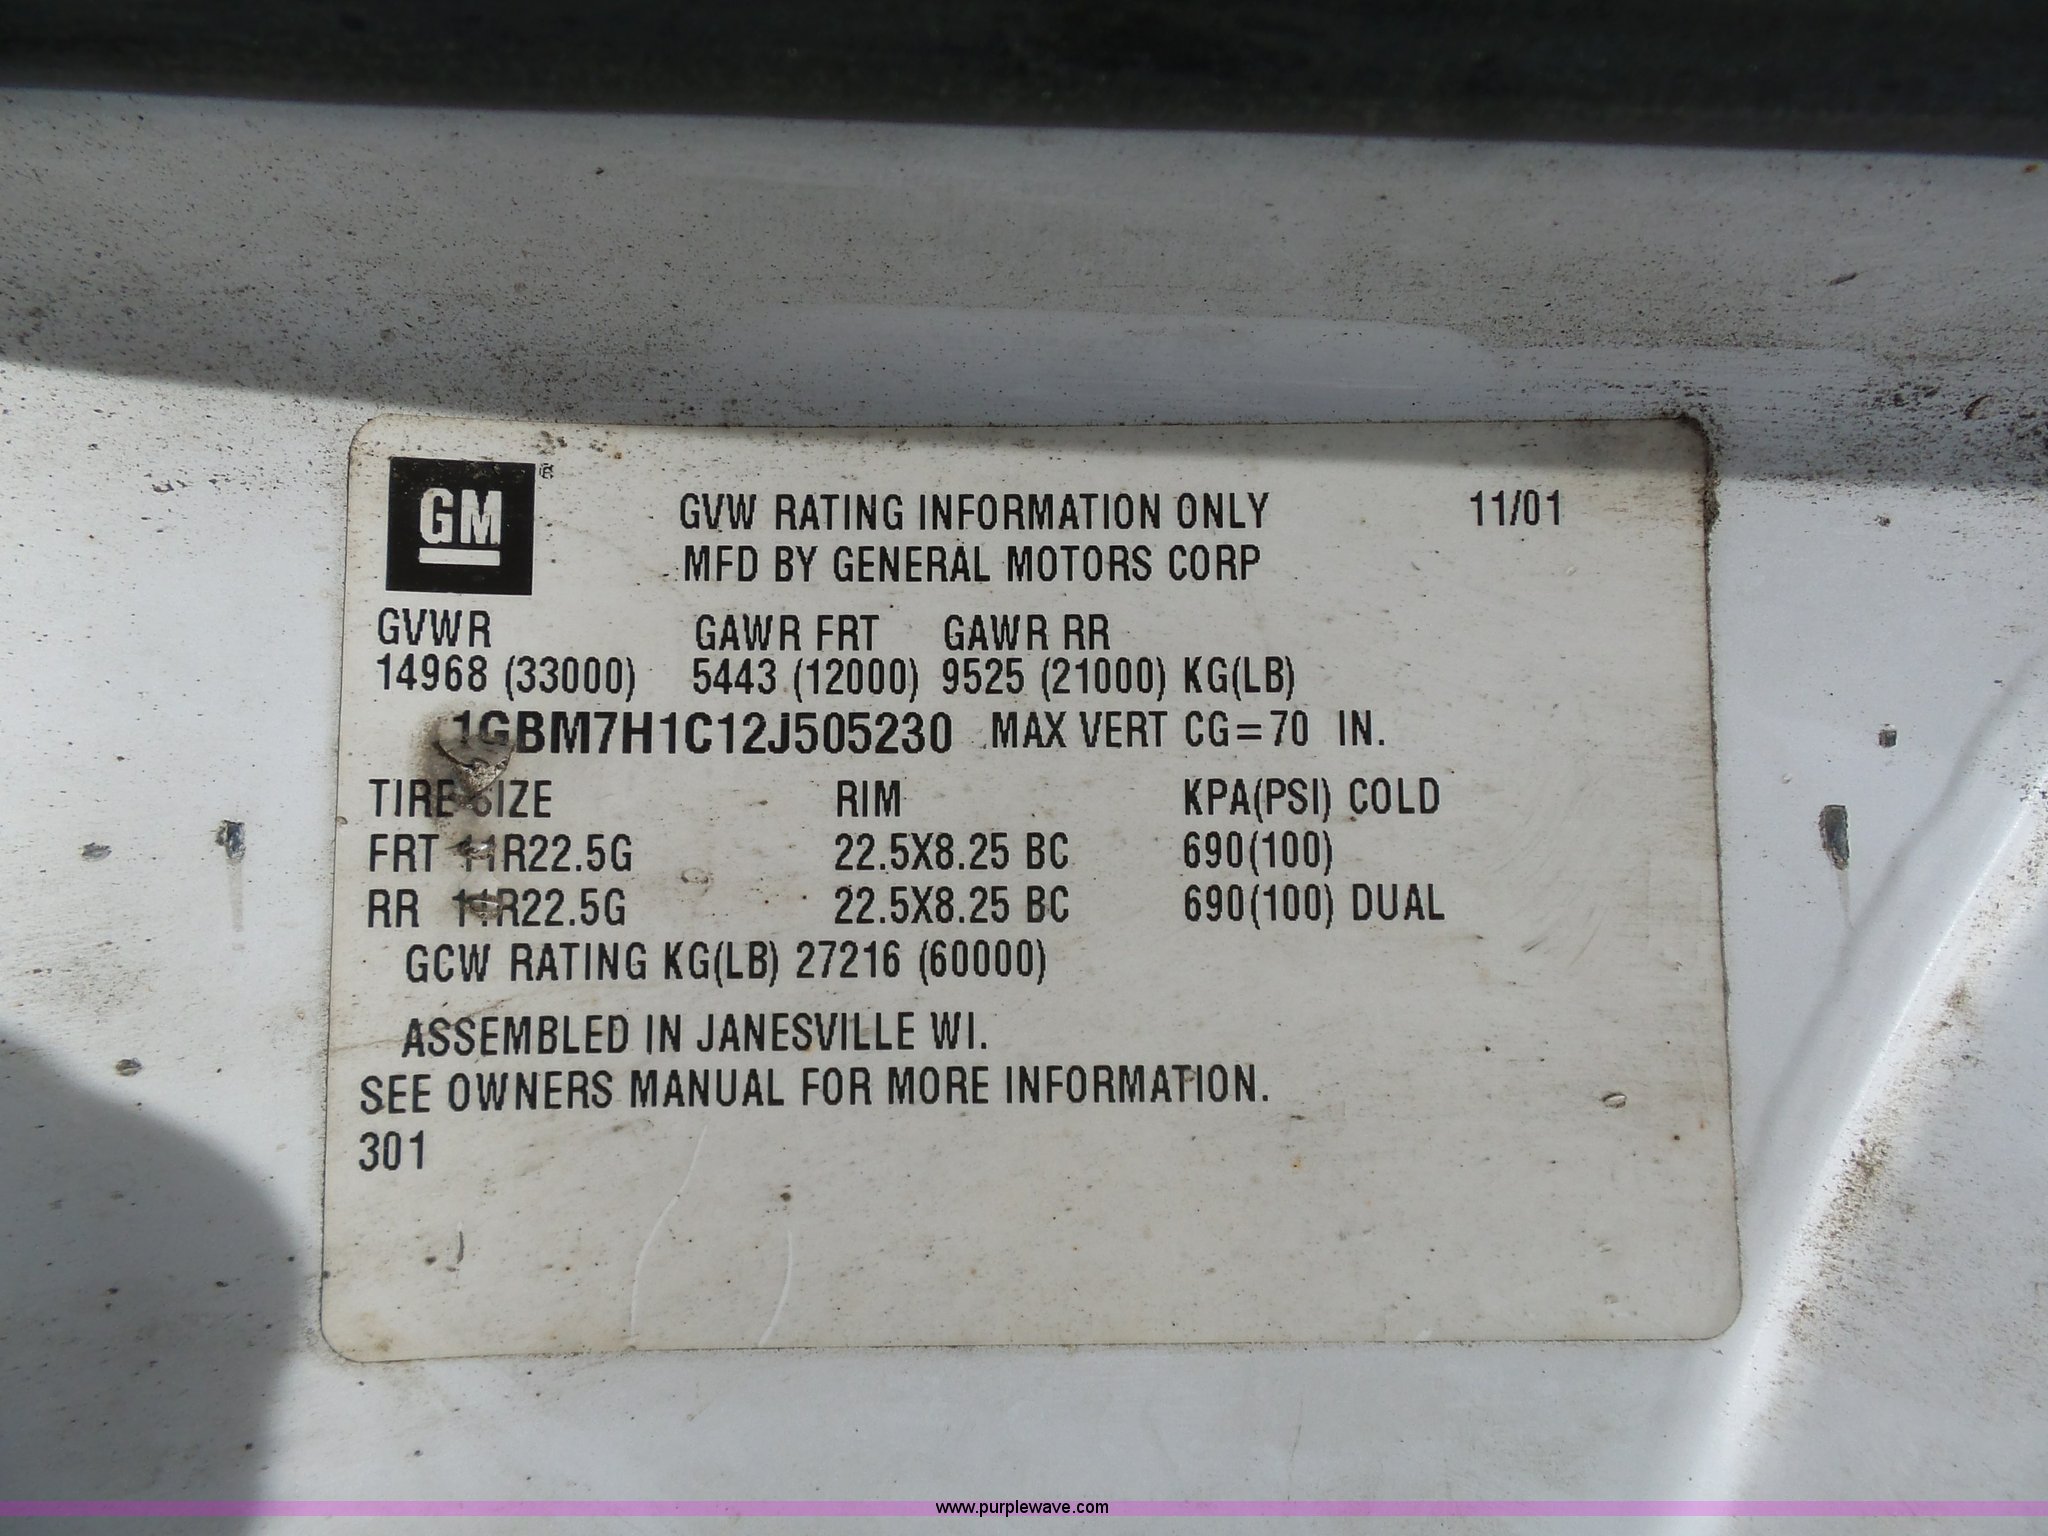 GM ®
GVW RATING INFORMATION ONLY 11/01
MFD BY GENERAL MOTORS CORP
GVWR GAWR FRT GAWR RR
14968 (33000) 5443 (12000) 9525 (21000) KG(LB)
1GBM7H1C12J505230 MAX VERT CG=70 IN.
TIRE SIZE RIM KPA(PSI) COLD
FRT 11R22.5G 22.5X8.25 BC 690(100)
RR 11R22.5G 22.5X8.25 BC 690(100) DUAL
GCW RATING KG(LB) 27216 (60000)
ASSEMBLED IN JANESVILLE WI.
SEE OWNERS MANUAL FOR MORE INFORMATION.
301
www.purplewave.com